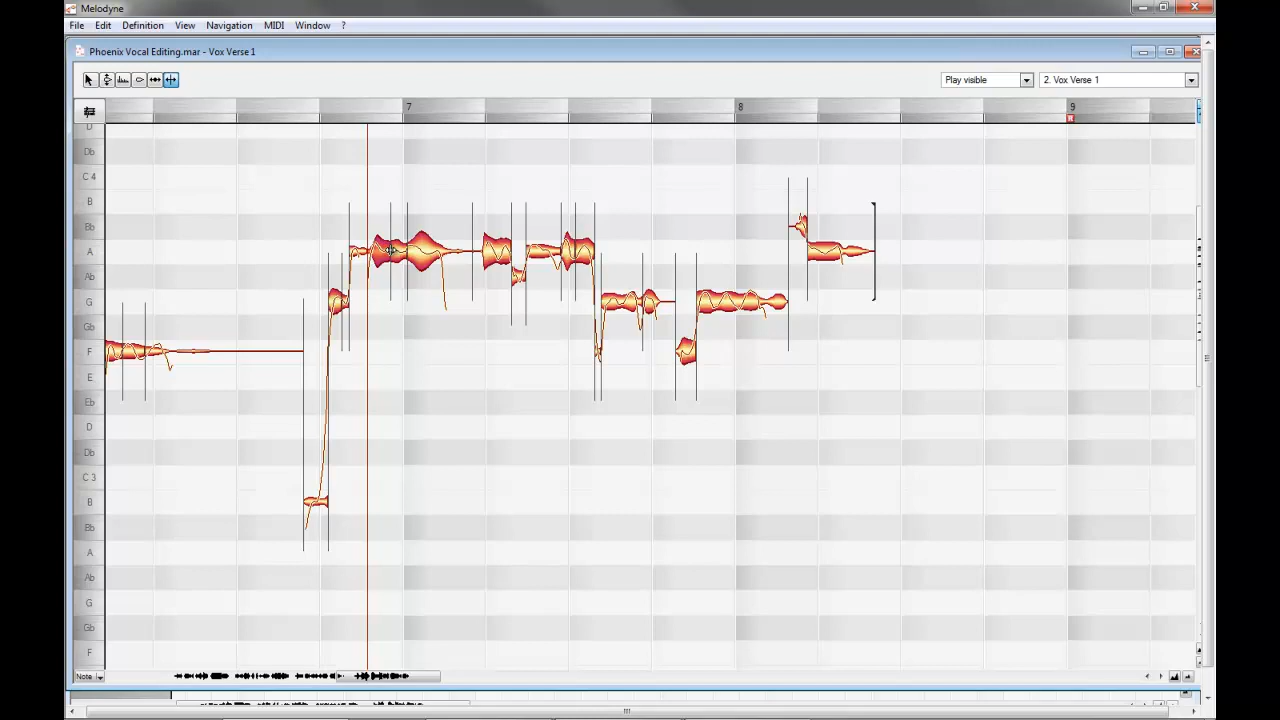 Melodyne
File Edit Definition View Navigation MIDI Window ?
Phoenix Vocal Editing.mar - Vox Verse 1
Play visible 2. Vox Verse 1
7 8 9
D
Db
C 4
B
Bb
A
Ab
G
Gb
F
E
Eb
D
Db
C 3
B
Bb
A
Ab
G
Gb
F
Note